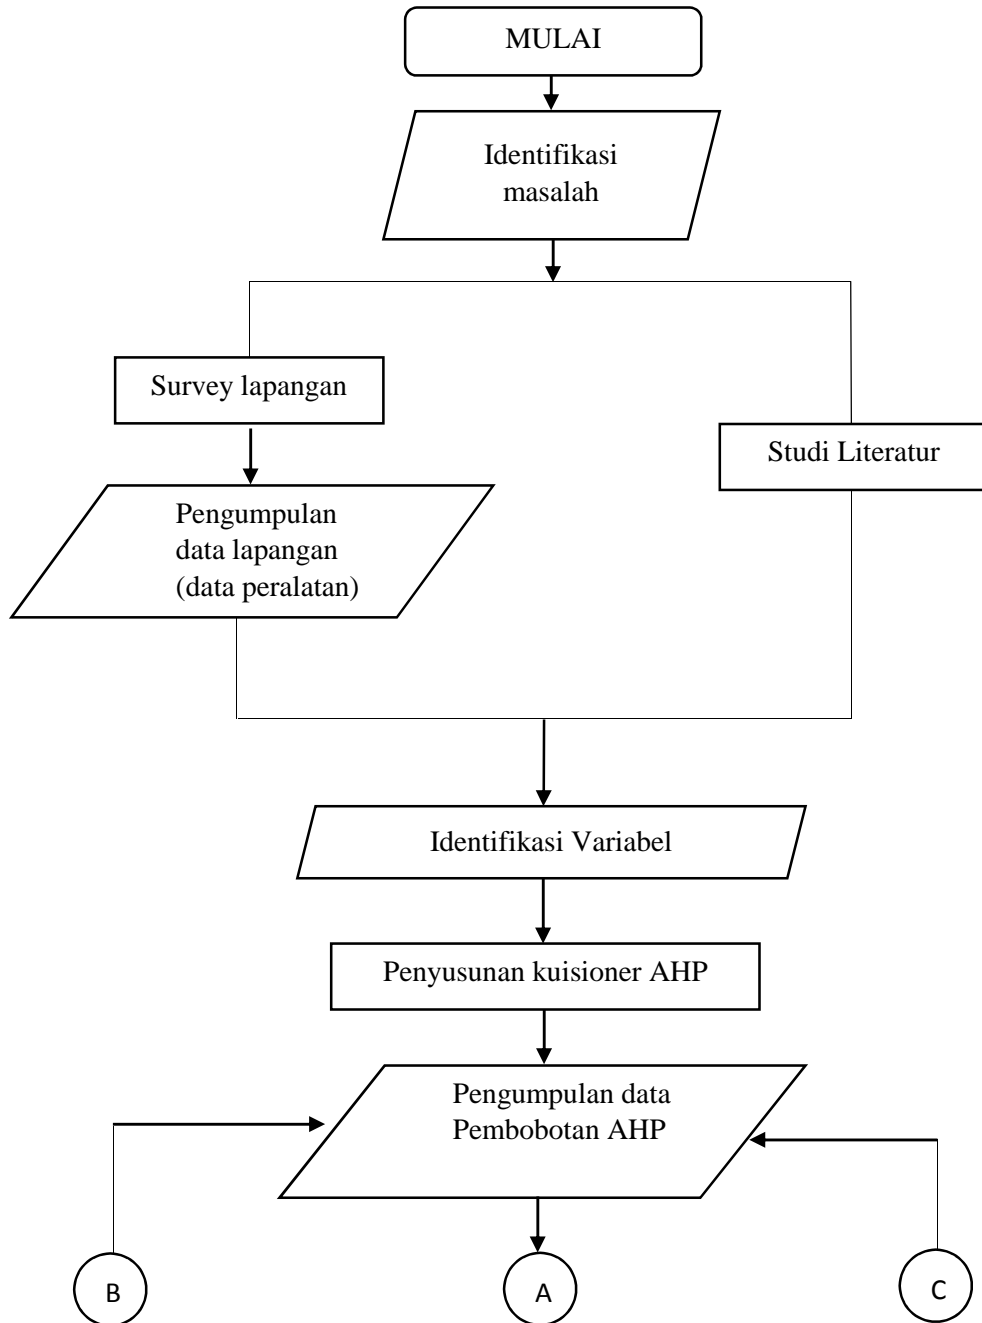 MULAI
Identifikasi
masalah
Survey lapangan
Studi Literatur
Pengumpulan
data lapangan
(data peralatan)
Identifikasi Variabel
Penyusunan kuisioner AHP
Pengumpulan data
Pembobotan AHP
B
A
C